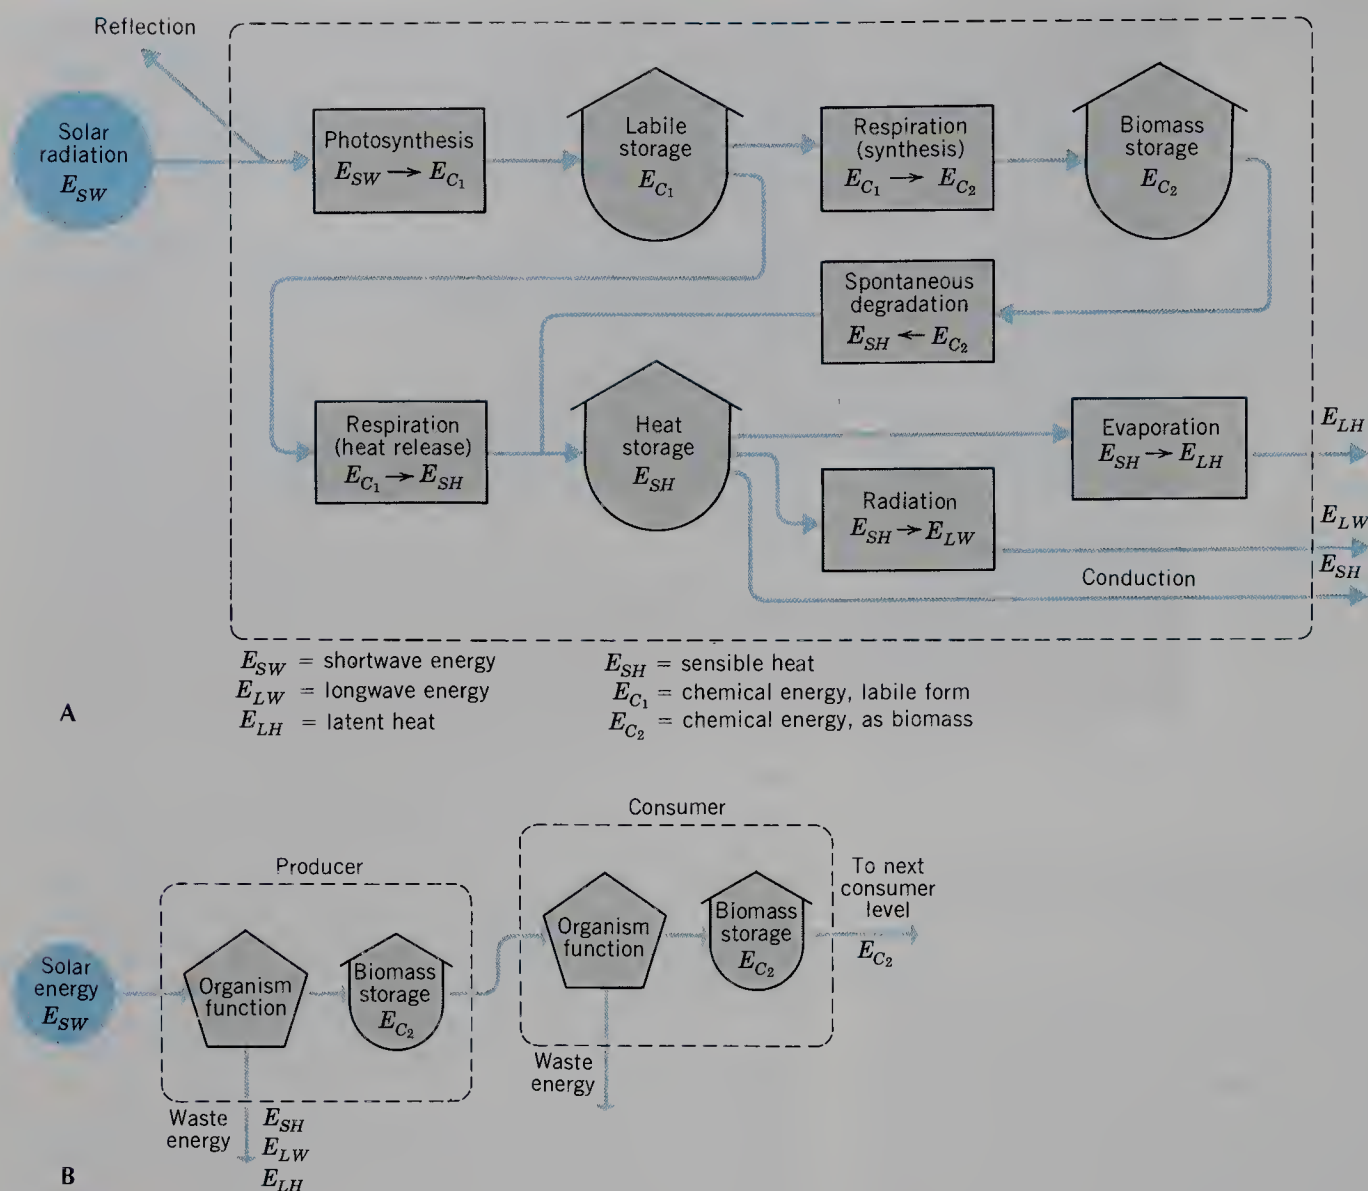 Reflection
Solar
radiation
E_SW
Photosynthesis
E_SW → E_C1
Labile
storage
E_C1
Respiration
(synthesis)
E_C1 → E_C2
Biomass
storage
E_C2
Spontaneous
degradation
E_SH ← E_C2
Respiration
(heat release)
E_C1 → E_SH
Heat
storage
E_SH
Evaporation
E_SH → E_LH
E_LH
Radiation
E_SH → E_LW
E_LW
E_SH
Conduction
E_SW = shortwave energy
E_LW = longwave energy
E_LH = latent heat
E_SH = sensible heat
E_C1 = chemical energy, labile form
E_C2 = chemical energy, as biomass
A
Consumer
Producer
Solar
energy
E_SW
Organism
function
Biomass
storage
E_C2
Organism
function
Biomass
storage
E_C2
To next
consumer
level
E_C2
Waste
energy
E_SH
E_LW
E_LH
Waste
energy
B